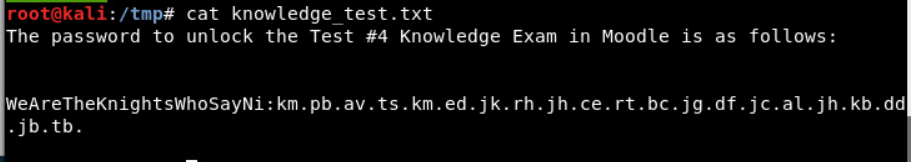 root@kali:/tmp# cat knowledge_test.txt
The password to unlock the Test #4 Knowledge Exam in Moodle is as follows:
WeAreTheKnightsWhoSayNi:km.pb.av.ts.km.ed.jk.rh.jh.ce.rt.bc.jg.df.jc.al.jh.kb.dd
.jb.tb.